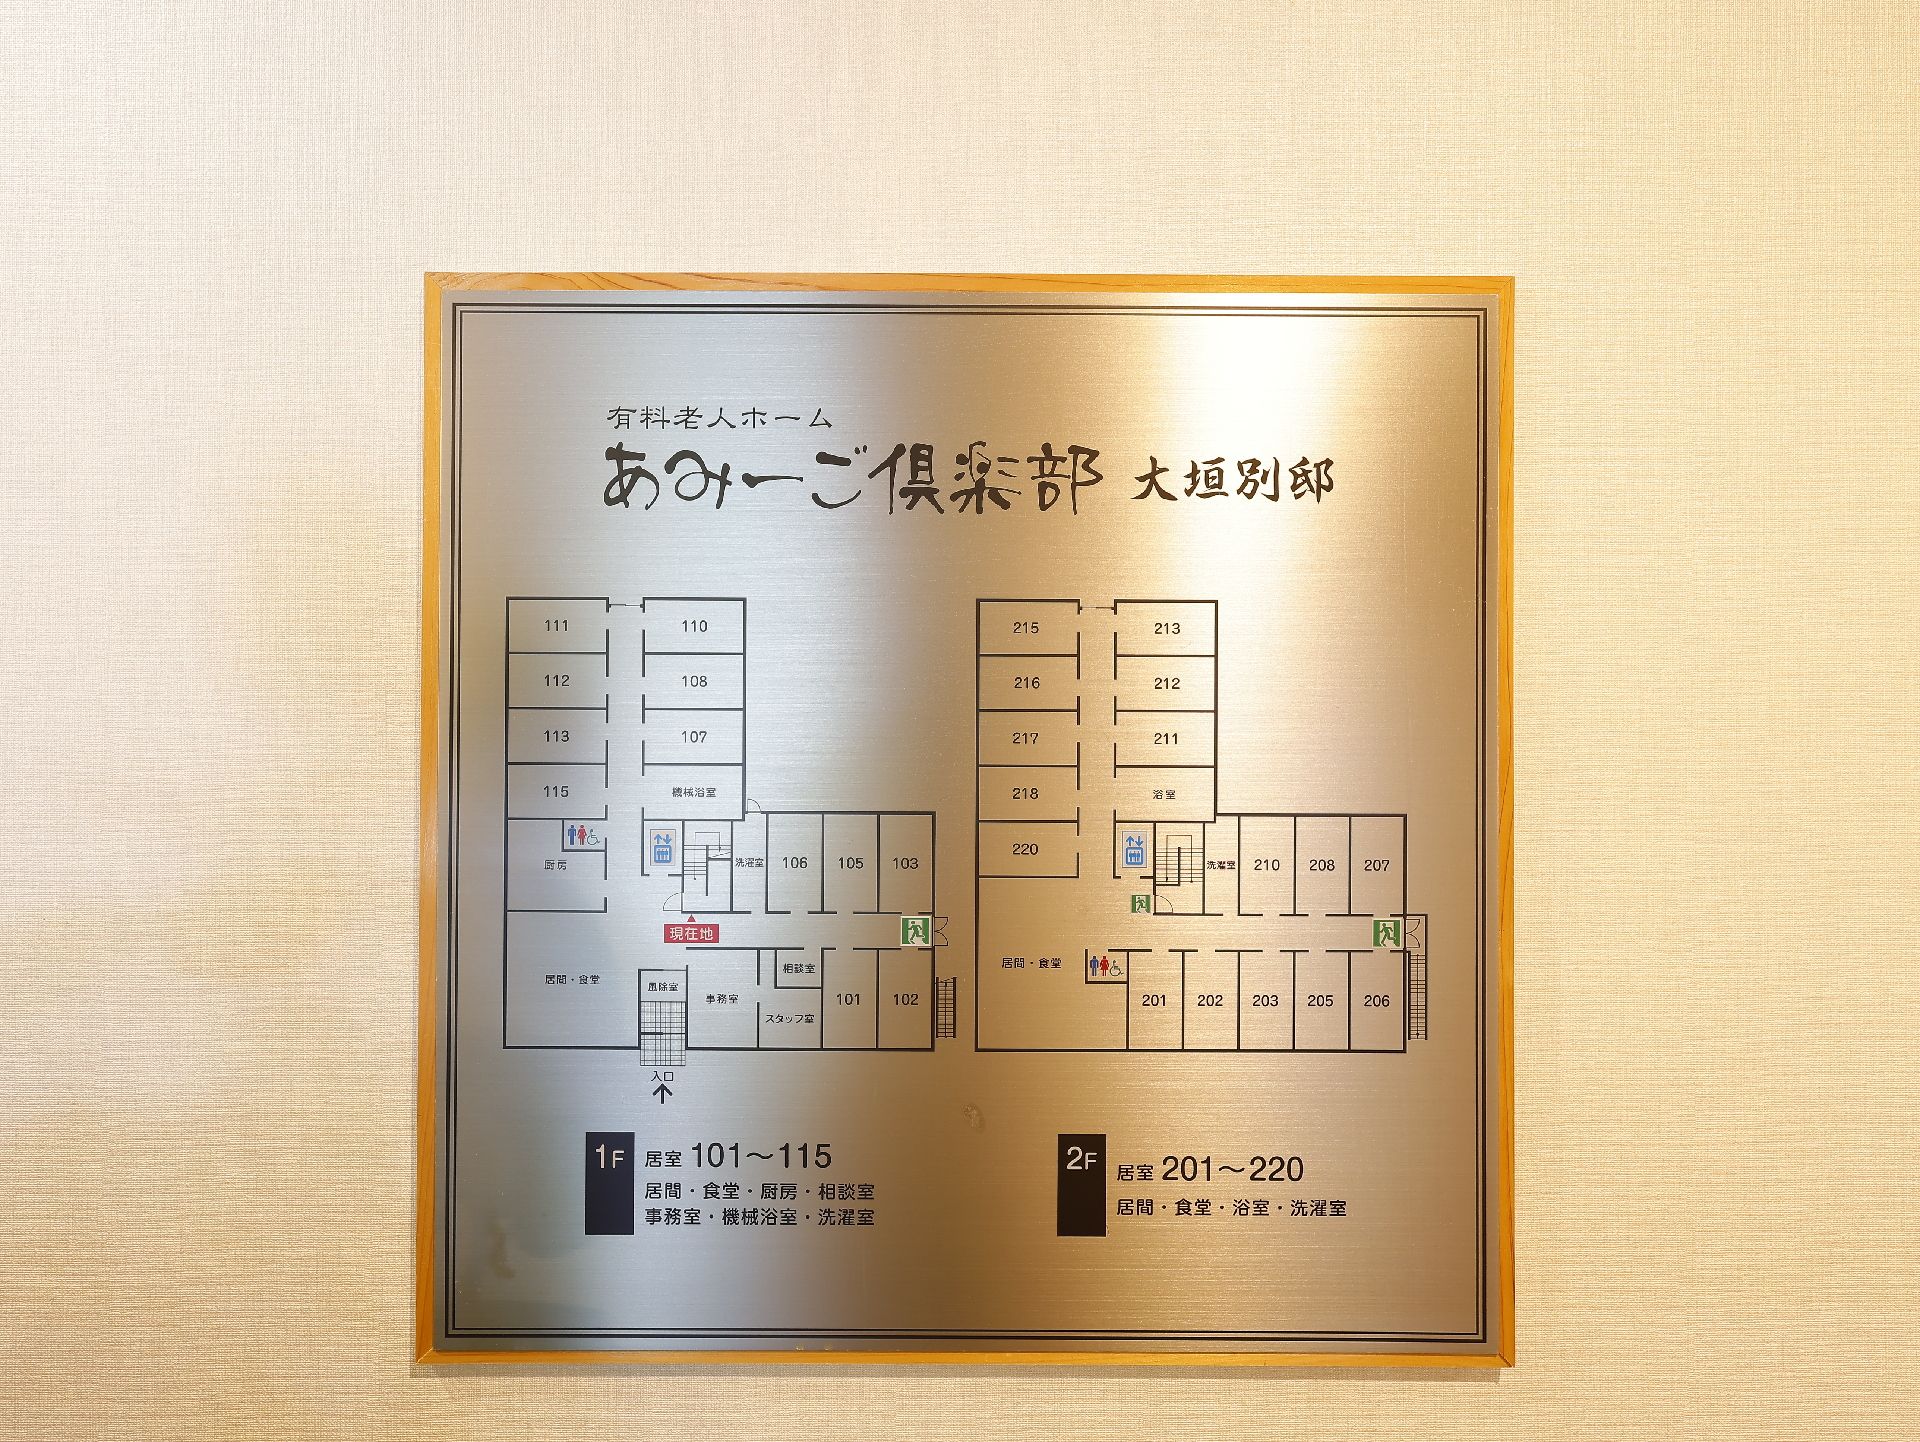 有料老人ホーム
あみーご倶楽部 大垣別邸
111 110
112 108
113 107
115 機械浴室
厨房 洗濯室 106 105 103
現在地
居間・食堂 風除室 事務室 相談室 スタッフ室 101 102
入口
215 213
216 212
217 211
218 浴室
220 洗濯室 210 208 207
居間・食堂 201 202 203 205 206
1F 居室 101～115
居間・食堂・厨房・相談室
事務室・機械浴室・洗濯室
2F 居室 201～220
居間・食堂・浴室・洗濯室